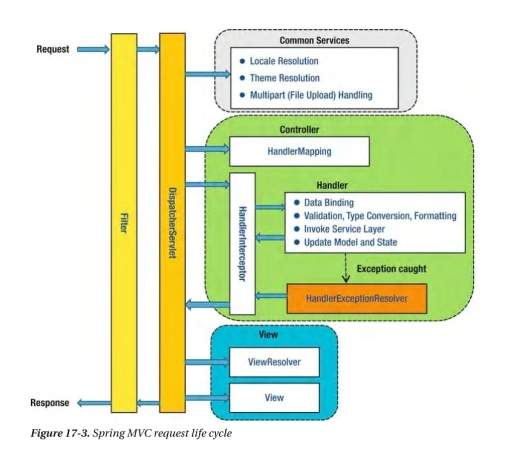 Common Services
Request
• Locale Resolution
• Theme Resolution
• Multipart (File Upload) Handling
Controller
HandlerMapping
Filter
DispatcherServlet
HandlerInterceptor
Handler
• Data Binding
• Validation, Type Conversion, Formatting
• Invoke Service Layer
• Update Model and State
Exception caught
HandlerExceptionResolver
View
ViewResolver
View
Response
Figure 17-3. Spring MVC request life cycle